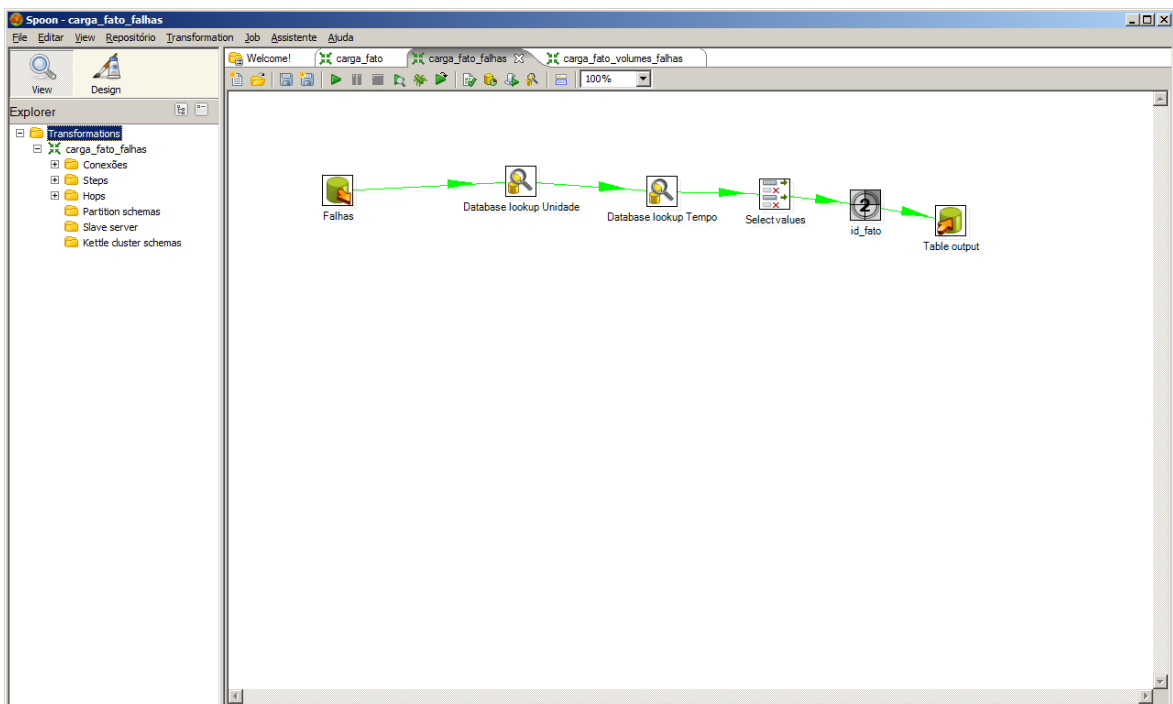 Spoon - carga_fato_falhas
File Editar View Repositório Transformation Job Assistente Ajuda
View Design
Welcome! carga_fato carga_fato_falhas carga_fato_volumes_falhas
100%
Explorer
Transformations
carga_fato_falhas
Conexões
Steps
Hops
Partition schemas
Slave server
Kettle cluster schemas
Falhas
Database lookup Unidade
Database lookup Tempo
Select values
2
id_fato
Table output